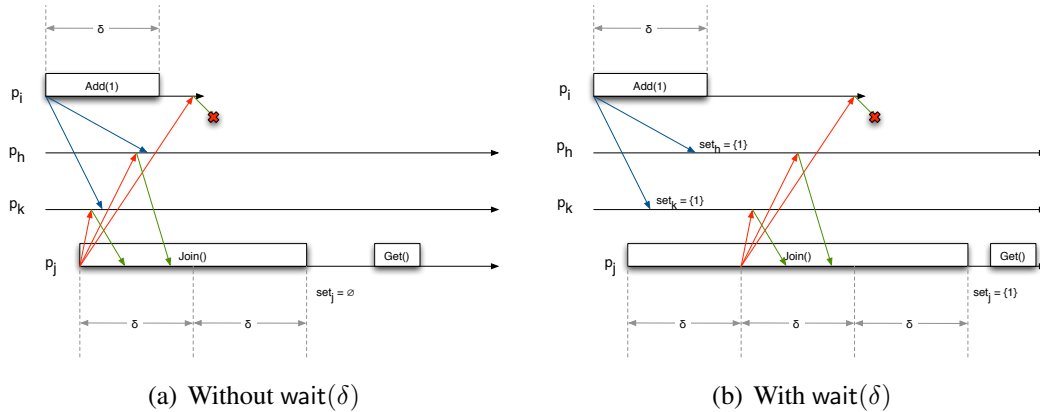 δ
Add(1)
p_i
p_h
p_k
p_j
Join()
Get()
set_j = ∅
δ
δ
(a) Without wait(δ)
δ
Add(1)
p_i
p_h
set_h = {1}
p_k
set_k = {1}
p_j
Join()
Get()
set_j = {1}
δ
δ
δ
(b) With wait(δ)